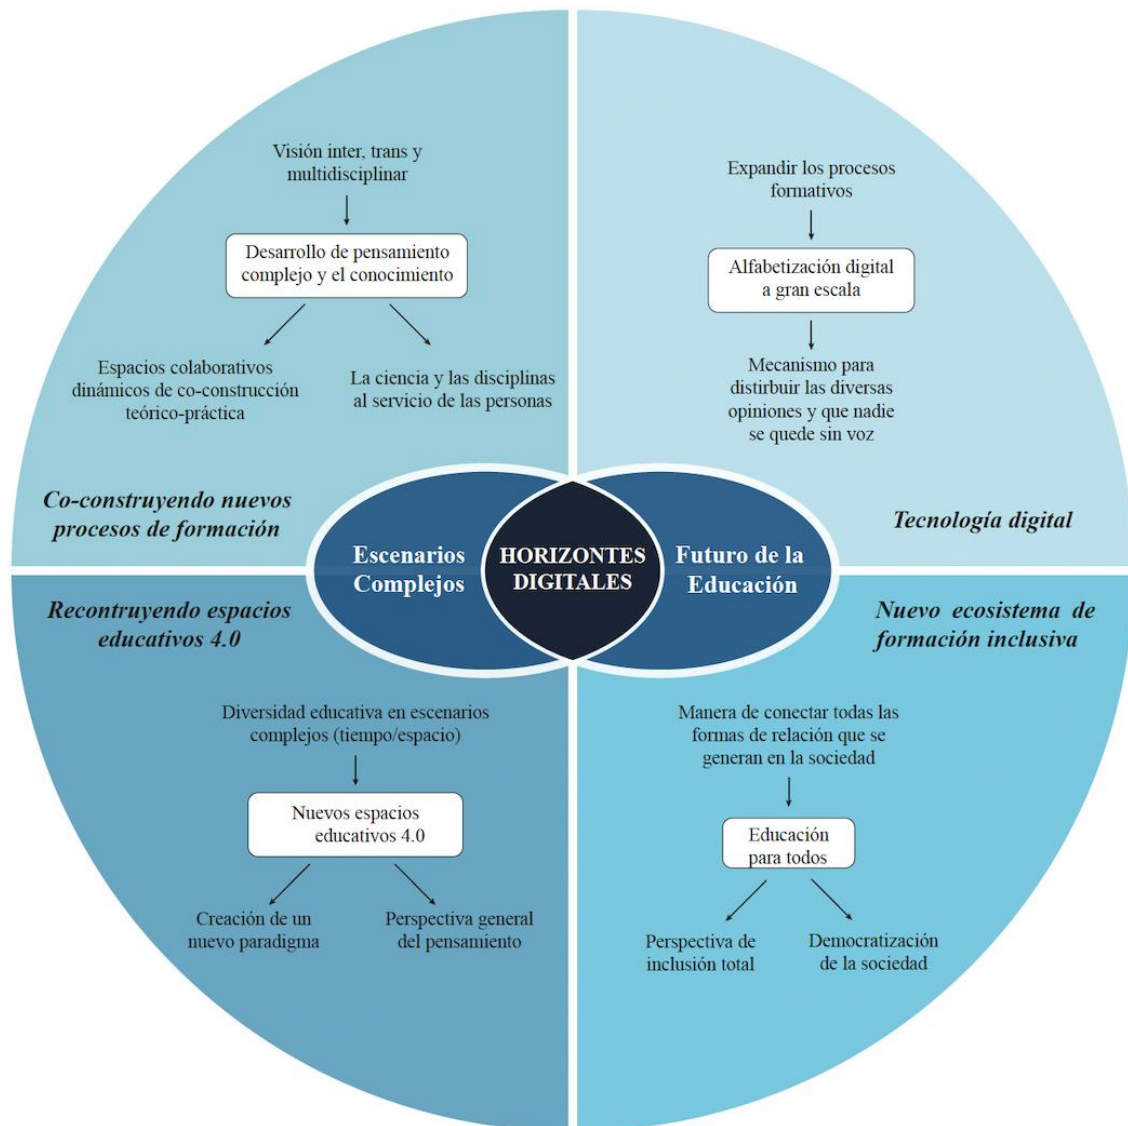 Visión inter, trans y
multidisciplinar
Desarrollo de pensamiento
complejo y el conocimiento
Espacios colaborativos
dinámicos de co-construcción
teórico-práctica
La ciencia y las disciplinas
al servicio de las personas
Co-construyendo nuevos
procesos de formación
Expandir los procesos
formativos
Alfabetización digital
a gran escala
Mecanismo para
distirbuir las diversas
opiniones y que nadie
se quede sin voz
Tecnología digital
Escenarios
Complejos
HORIZONTES
DIGITALES
Futuro de la
Educación
Recontruyendo espacios
educativos 4.0
Diversidad educativa en escenarios
complejos (tiempo/espacio)
Nuevos espacios
educativos 4.0
Creación de un
nuevo paradigma
Perspectiva general
del pensamiento
Nuevo ecosistema de
formación inclusiva
Manera de conectar todas las
formas de relación que se
generan en la sociedad
Educación
para todos
Perspectiva de
inclusión total
Democratización
de la sociedad